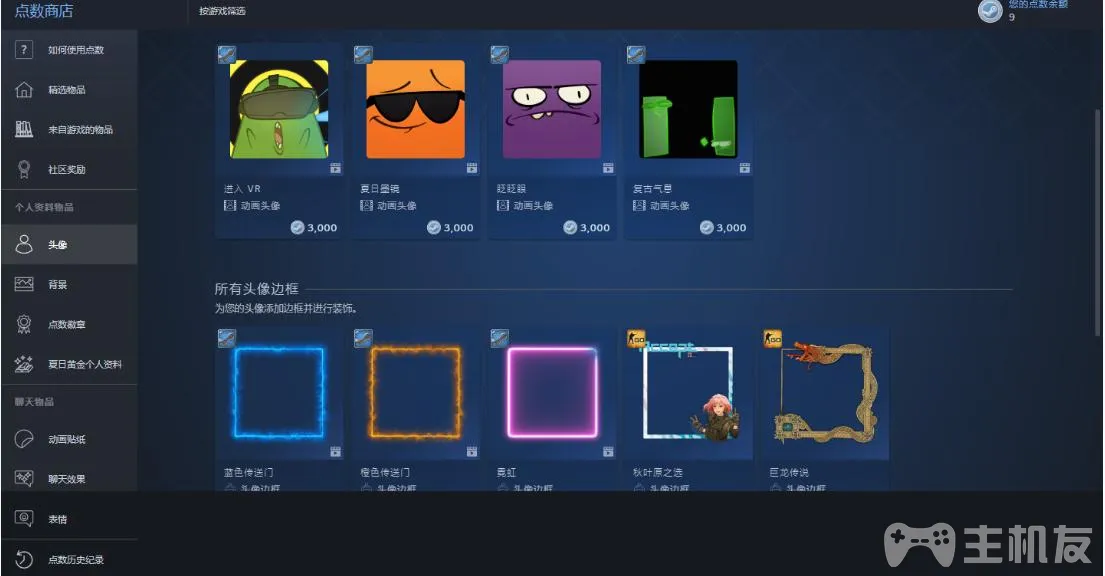 点数商店
按游戏筛选
您的点数余额
9
如何使用点数
精选物品
来自游戏的物品
社区奖励
个人资料物品
头像
背景
点数徽章
夏日黄金个人资料
聊天物品
动画贴纸
聊天效果
表情
点数历史纪录
进入 VR
动画头像
3,000
夏日墨镜
动画头像
3,000
眨眨眼
动画头像
3,000
复古气息
动画头像
3,000
所有头像边框
为您的头像添加边框并进行装饰。
蓝色传送门
头像边框
橙色传送门
头像边框
霓虹
头像边框
GO
Accept
秋叶原之选
头像边框
GO
巨龙传说
头像边框
主机友